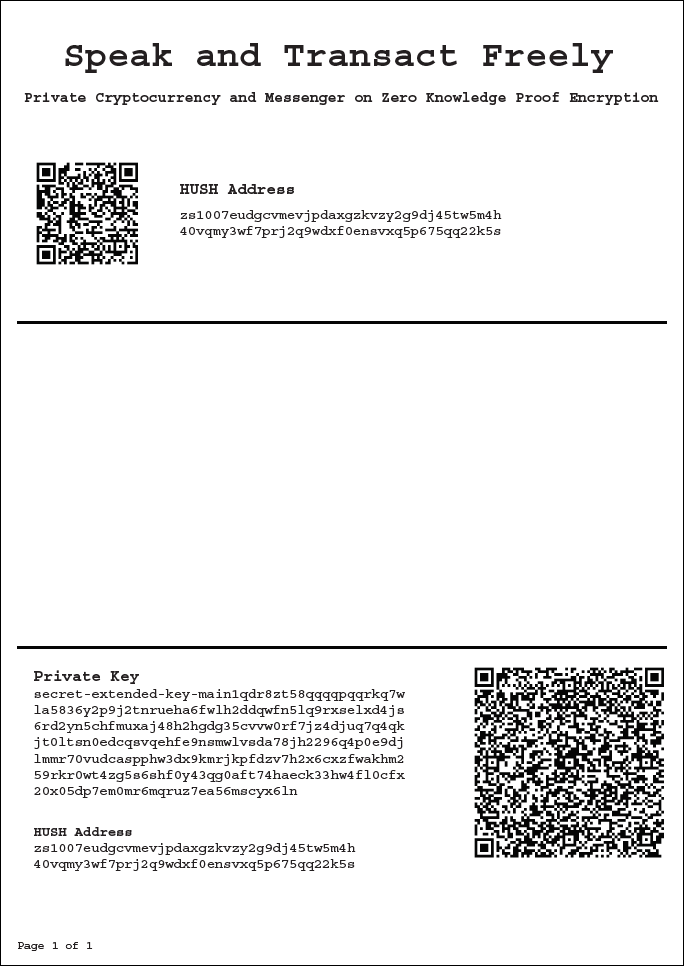 Speak and Transact Freely
Private Cryptocurrency and Messenger on Zero Knowledge Proof Encryption
HUSH Address
zs1007eudgcvmevjpdaxgzkvzy2g9dj45tw5m4h
40vqmy3wf7prj2q9wdxf0ensvxq5p675qq22k5s
Private Key
secret-extended-key-main1qdr8zt58qqqqpqqrkq7w
la5836y2p9j2tnrueha6fwlh2ddqwfn5lq9rxselxd4js
6rd2yn5chfmuxaj48h2hgdg35cvvw0rf7jz4djuq7q4qk
jt0ltsn0edcqsvqehfe9nsmwlvsda78jh2296q4p0e9dj
lmmr70vudcaspphw3dx9kmrjkpfdzv7h2x6cxzfwakhm2
59rkr0wt4zg5s6shf0y43qg0aft74haeck33hw4fl0cfx
20x05dp7em0mr6mqruz7ea56mscyx6ln
HUSH Address
zs1007eudgcvmevjpdaxgzkvzy2g9dj45tw5m4h
40vqmy3wf7prj2q9wdxf0ensvxq5p675qq22k5s
Page 1 of 1